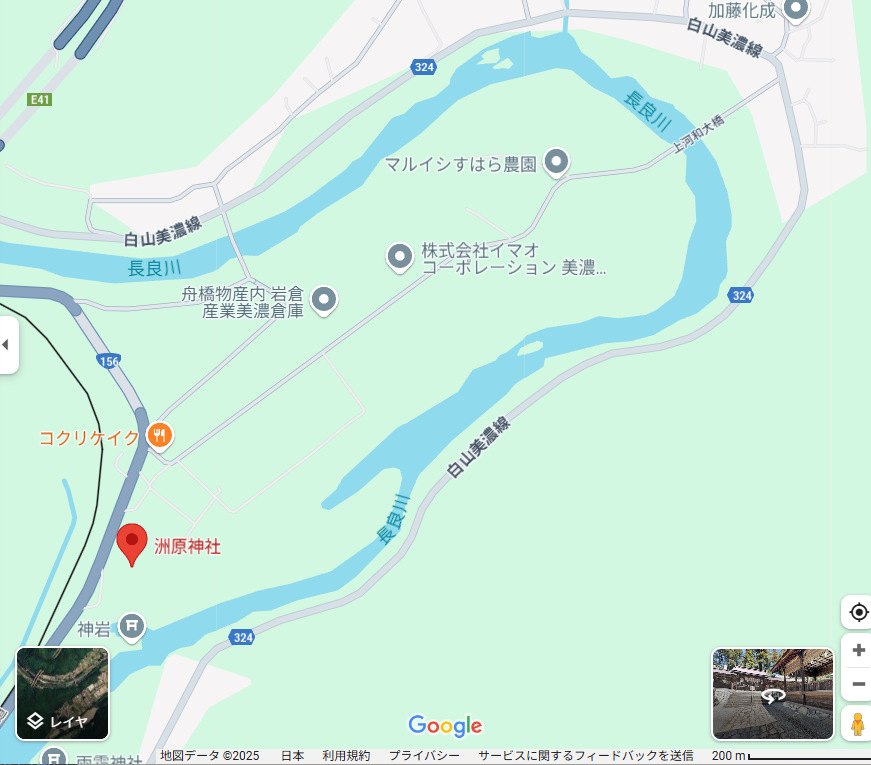 加藤化成
白山美濃線
324
E41
長良川
上河和大橋
マルイシすはら農園
白山美濃線
長良川
株式会社イマオ
コーポレーション 美濃...
舟橋物産内 岩倉
産業美濃倉庫
324
156
コクリケイク
白山美濃線
長良川
洲原神社
神岩
324
レイヤ
Google
雨霊神社
地図データ ©2025 日本 利用規約 プライバシー サービスに関するフィードバックを送信 200 m